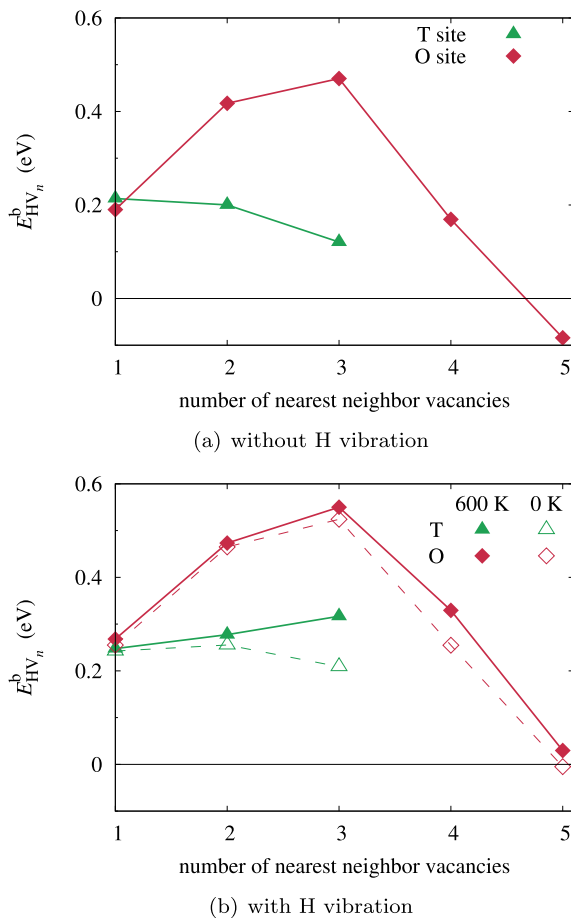 0.6
T site
O site
0.4
0.2
0
E^b_{HV_n} (eV)
1 2 3 4 5
number of nearest neighbor vacancies
(a) without H vibration
0.6
600 K 0 K
T
O
0.4
0.2
0
E^b_{HV_n} (eV)
1 2 3 4 5
number of nearest neighbor vacancies
(b) with H vibration